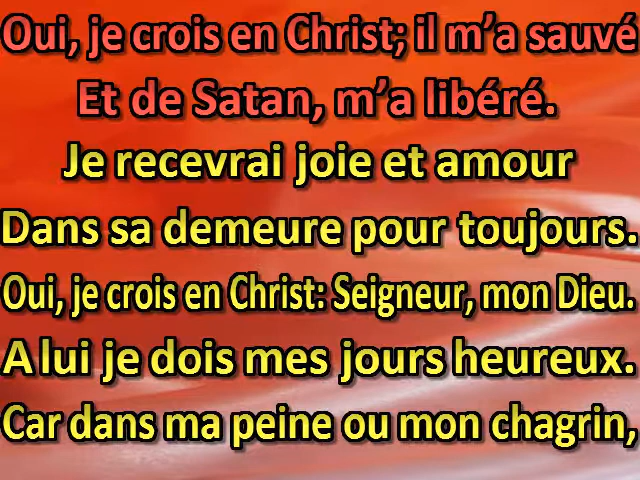 Oui, je crois en Christ; il m’a sauvé
Et de Satan, m’a libéré.
Je recevrai joie et amour
Dans sa demeure pour toujours.
Oui, je crois en Christ: Seigneur, mon Dieu.
A lui je dois mes jours heureux.
Car dans ma peine ou mon chagrin,